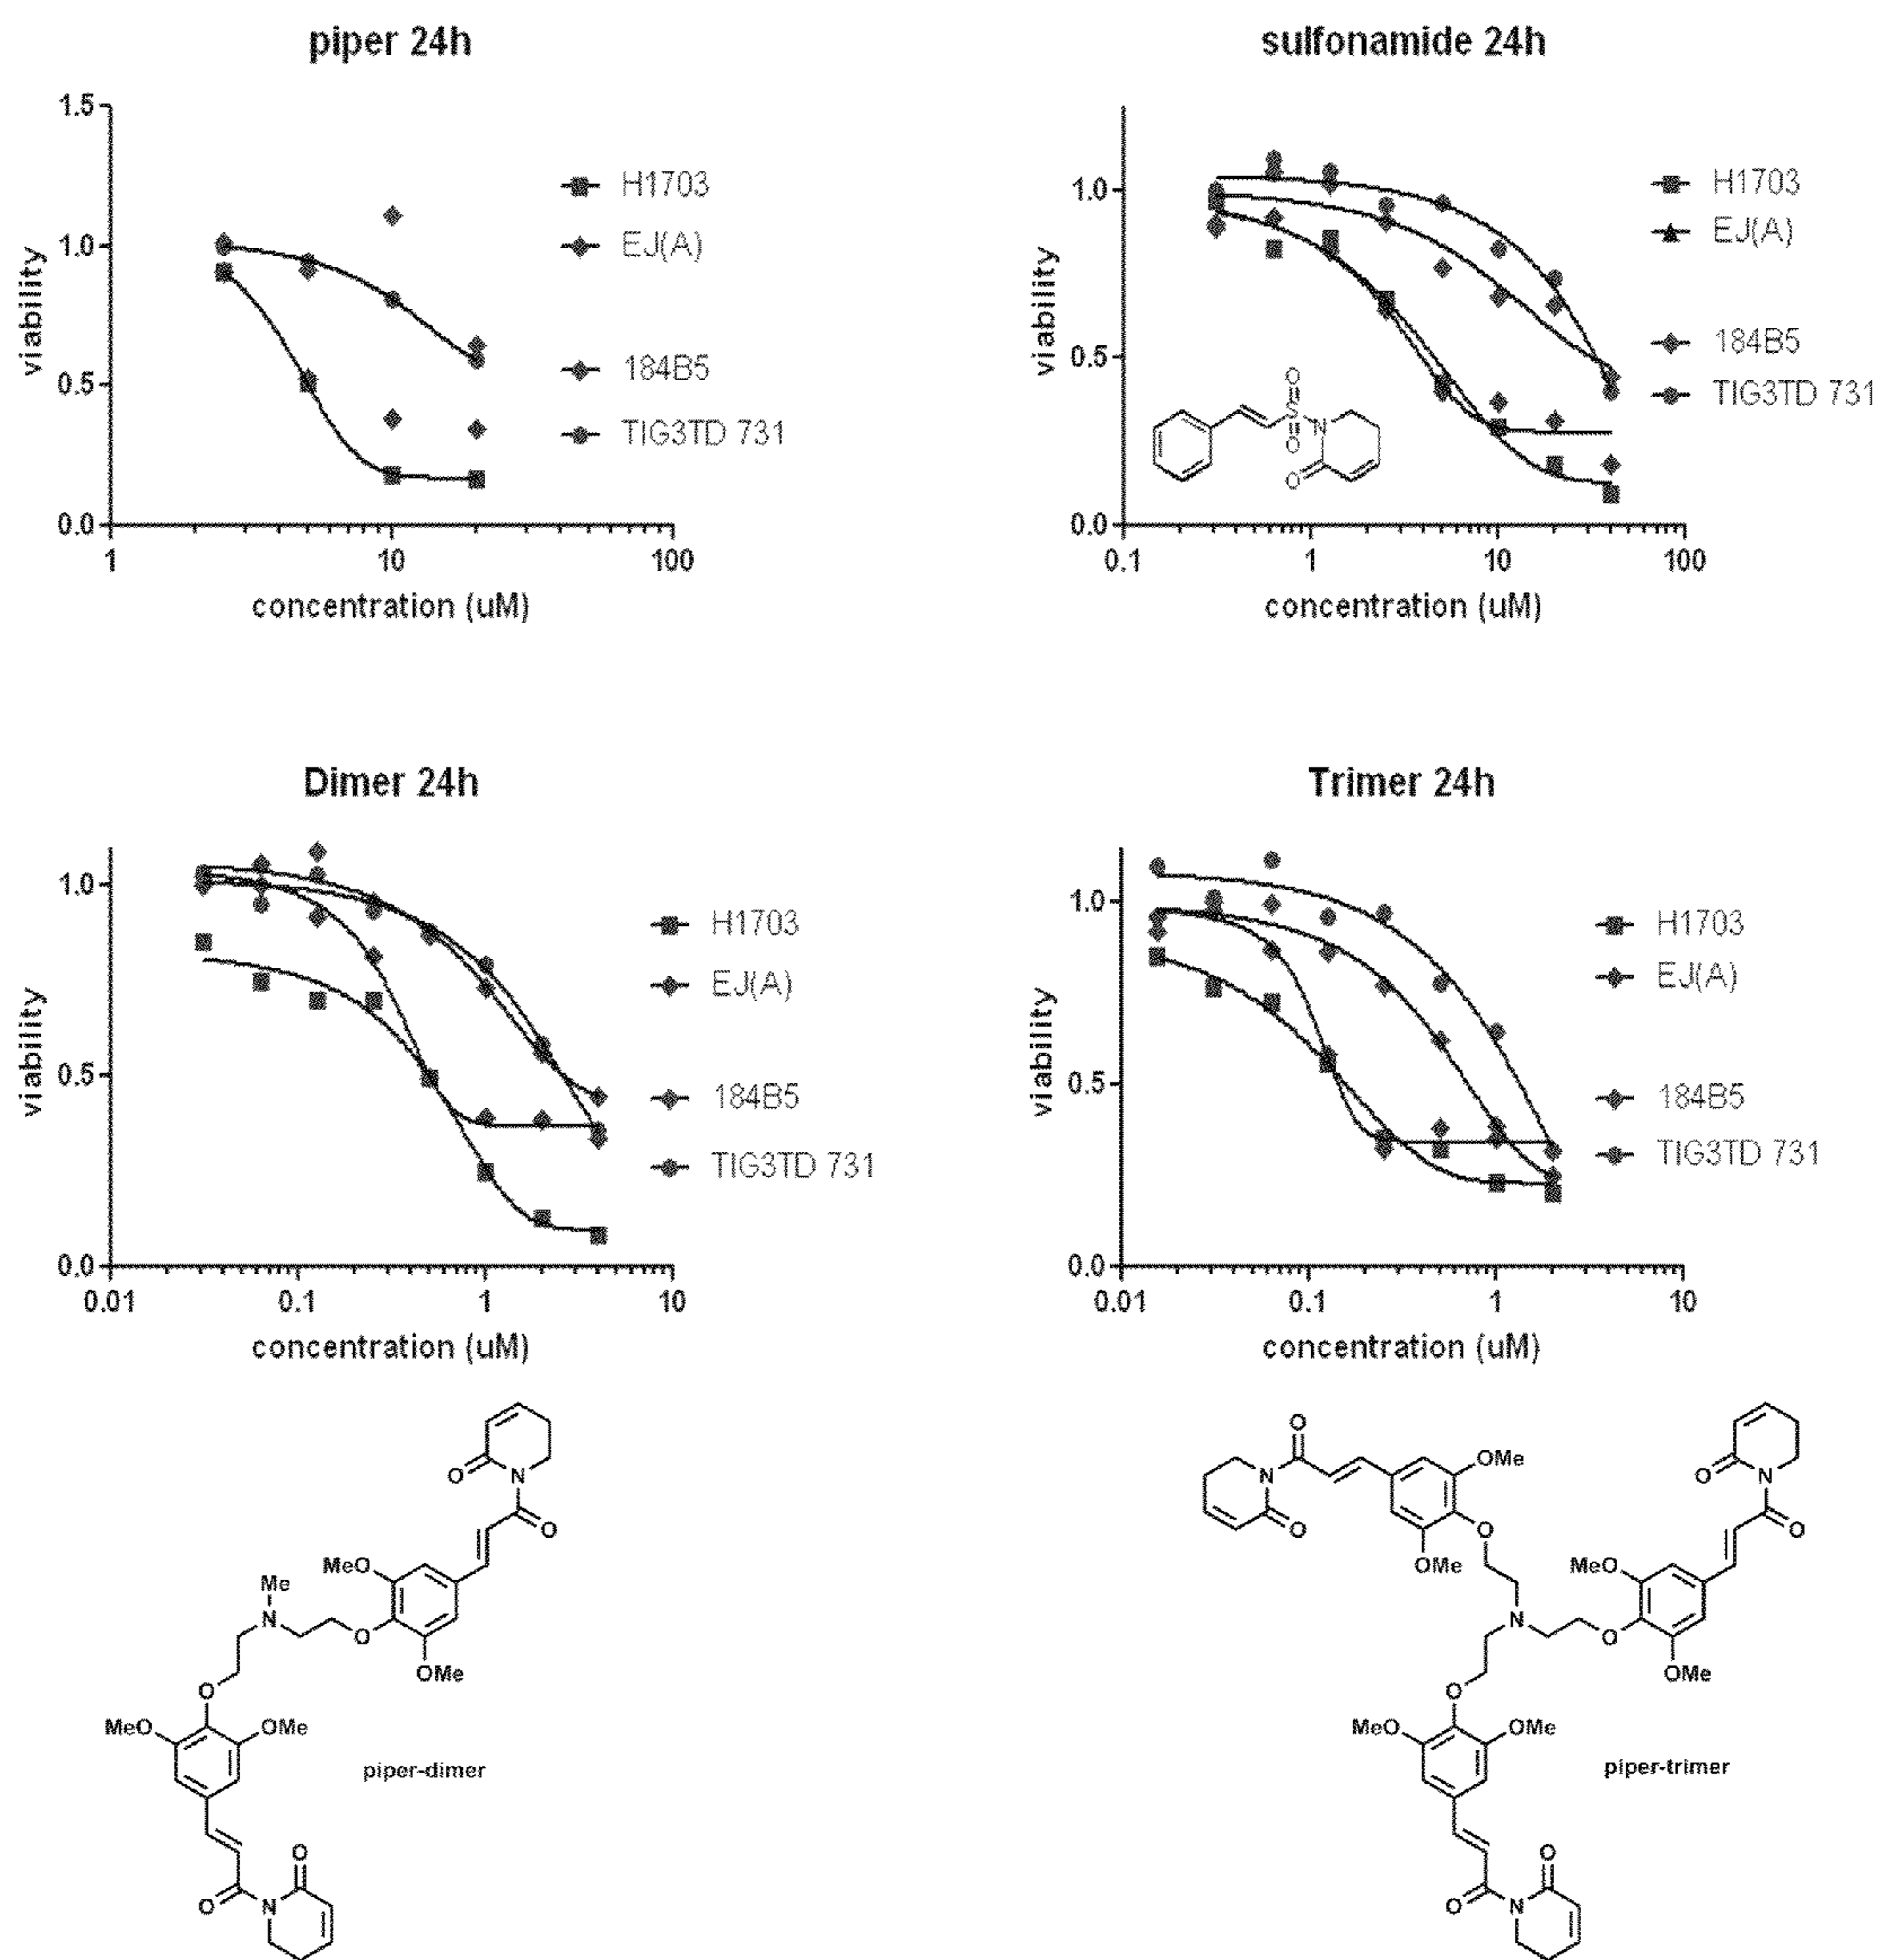 piper 24h
1.5
1.0
0.5
0.0
viability
1
10
100
concentration (uM)
H1703
EJ(A)
184B5
TIG3TD 731
sulfonamide 24h
1.0
0.5
0.0
viability
0.1
1
10
100
concentration (uM)
H1703
EJ(A)
184B5
TIG3TD 731
O
S
O
N
O
Dimer 24h
1.0
0.5
0.0
viability
0.01
0.1
1
10
concentration (uM)
H1703
EJ(A)
184B5
TIG3TD 731
Trimer 24h
1.0
0.5
0.0
viability
0.01
0.1
1
10
concentration (uM)
H1703
EJ(A)
184B5
TIG3TD 731
O
N
O
MeO
Me
N
O
OMe
O
MeO
OMe
piper-dimer
O
O
N
O
N
O
OMe
O
N
O
O
OMe
MeO
O
N
O
OMe
O
MeO
OMe
piper-trimer
O
O
N